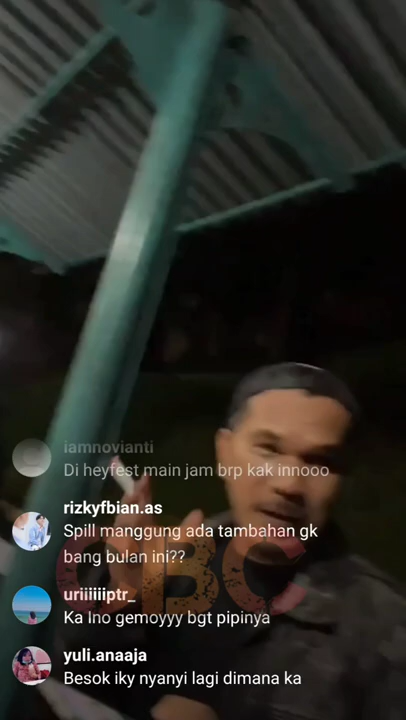 iamnovianti
Di heyfest main jam brp kak innooo
rizkyfbian.as
Spill manggung ada tambahan gk
bang bulan ini??
uriiiiiiptr_
Ka Ino gemoyyy bgt pipinya
yuli.anaaja
Besok iky nyanyi lagi dimana ka
GBC